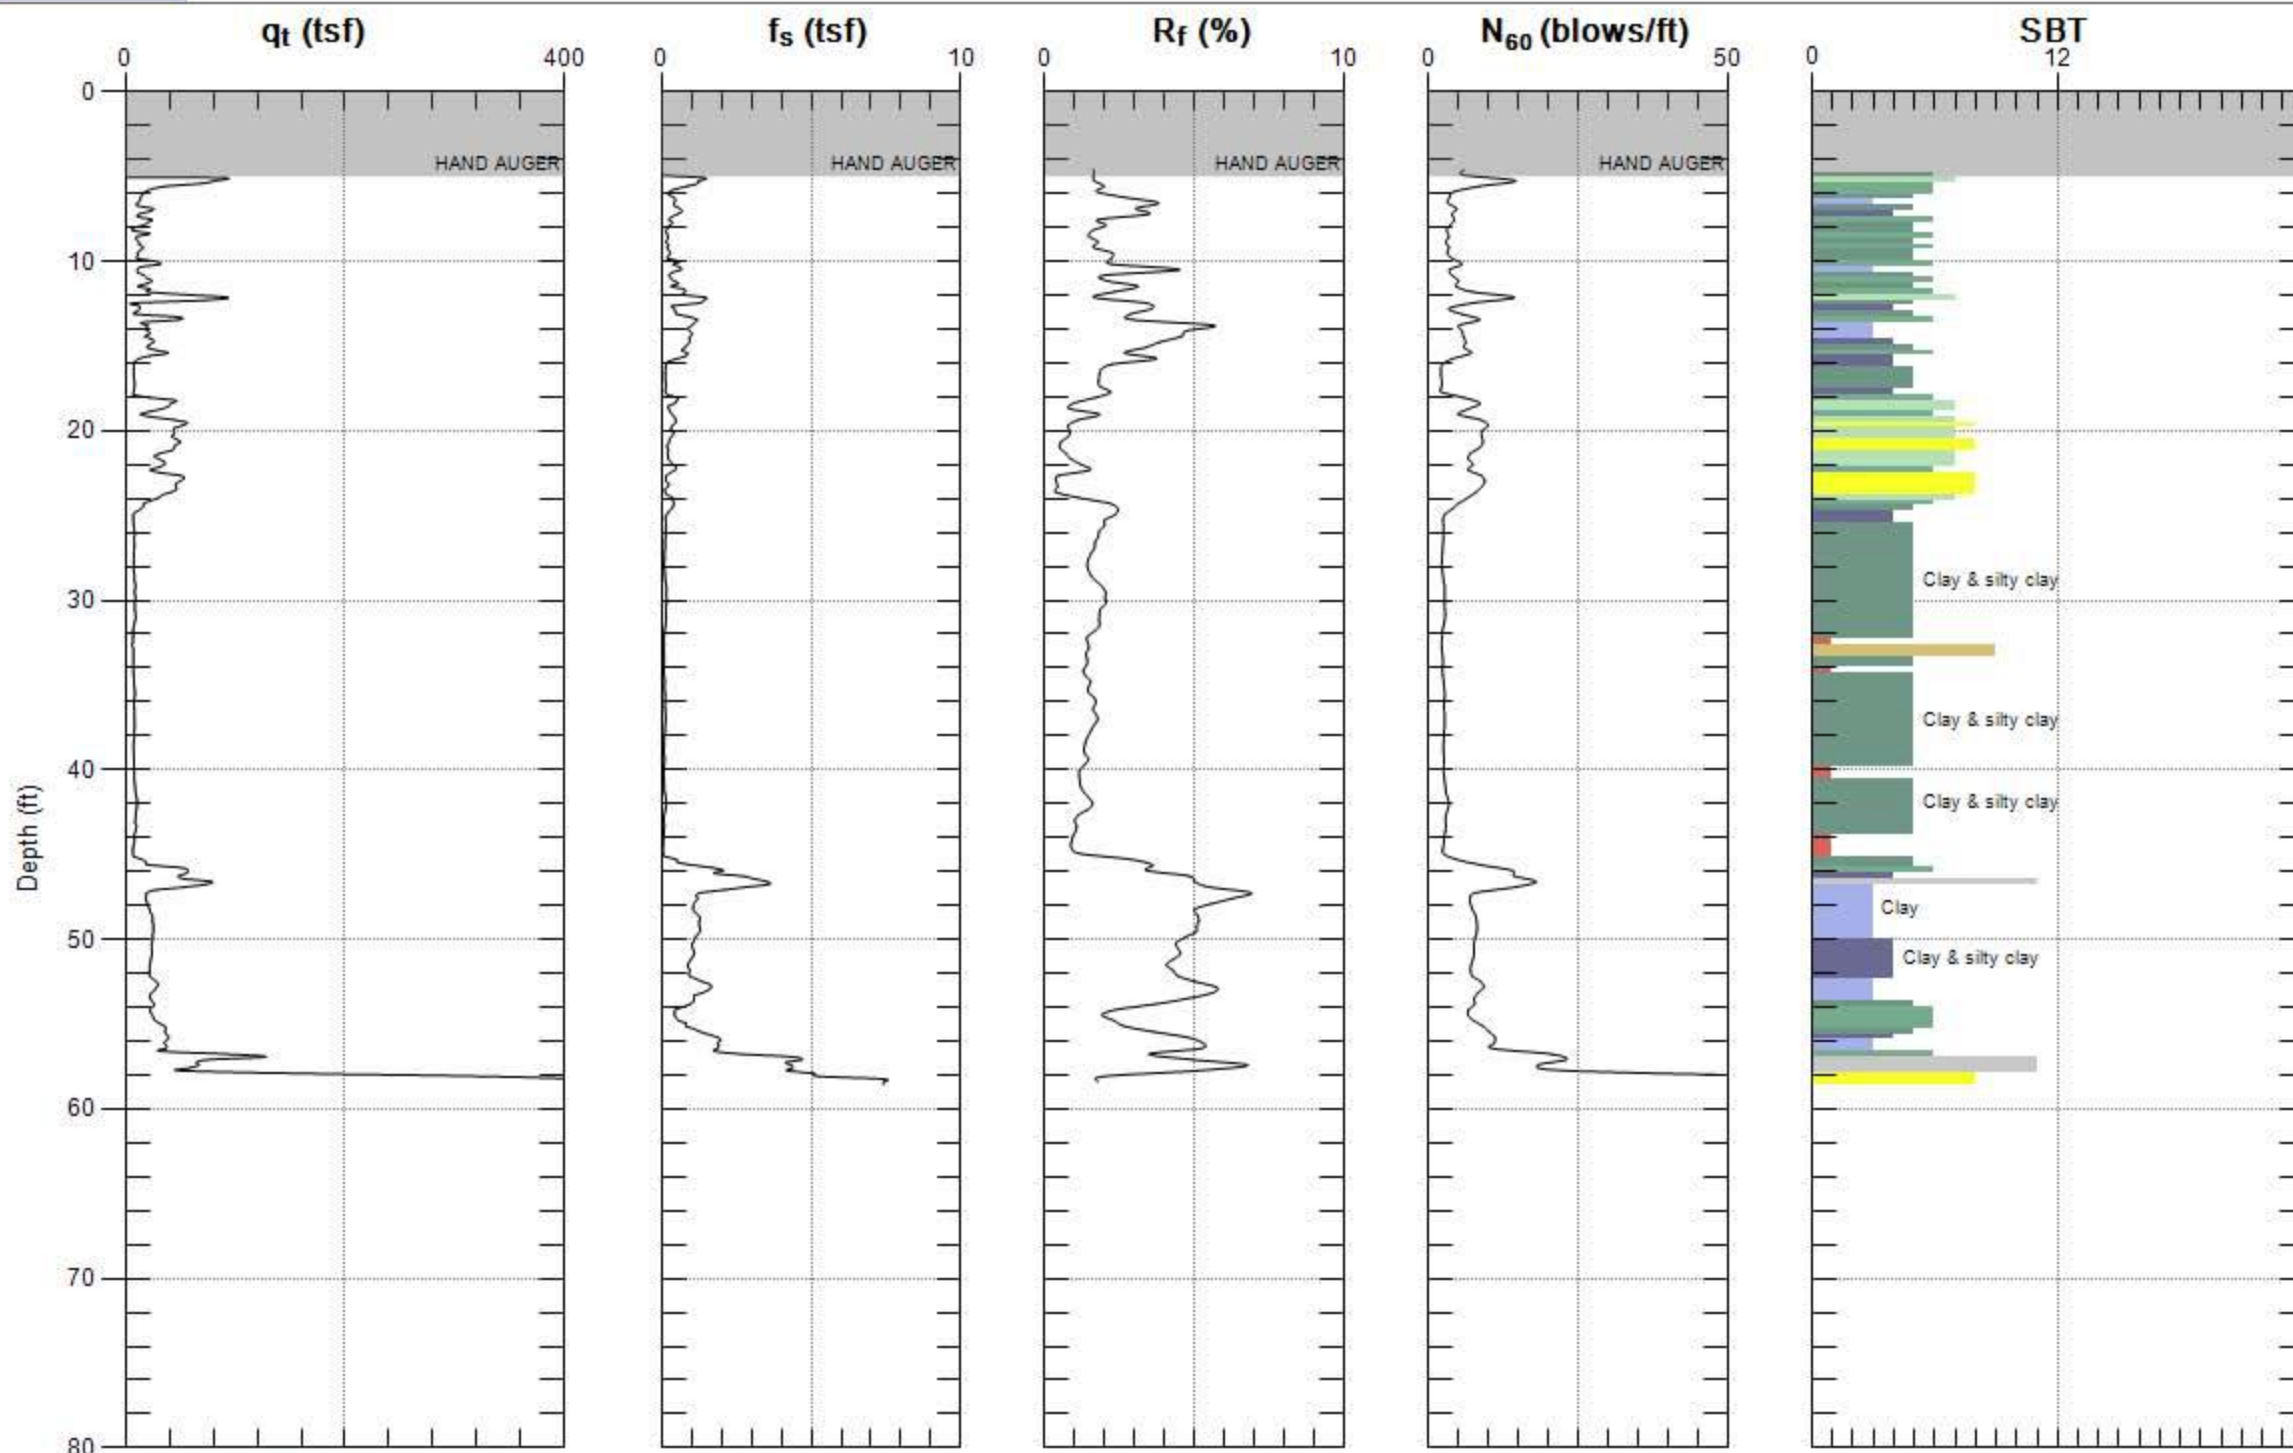 qt (tsf) fs (tsf) Rf (%) N60 (blows/ft) SBT
0 400 0 10 0 10 0 50 0 12
0
HAND AUGER HAND AUGER HAND AUGER HAND AUGER
10
20
Clay & silty clay
30
Clay & silty clay
40
Clay & silty clay
Depth (ft)
Clay
50
Clay & silty clay
60
70
80